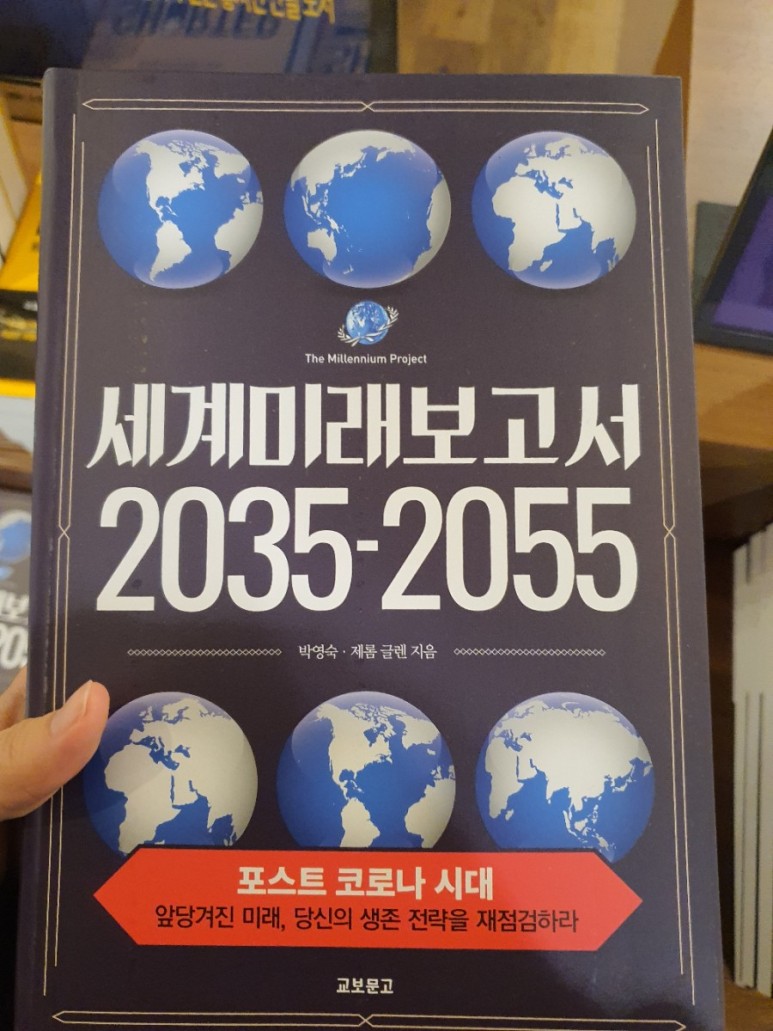 The Millennium Project
세계미래보고서
2035-2055
박영숙 · 제롬 글렌 지음
포스트 코로나 시대
앞당겨진 미래, 당신의 생존 전략을 재점검하라
교보문고